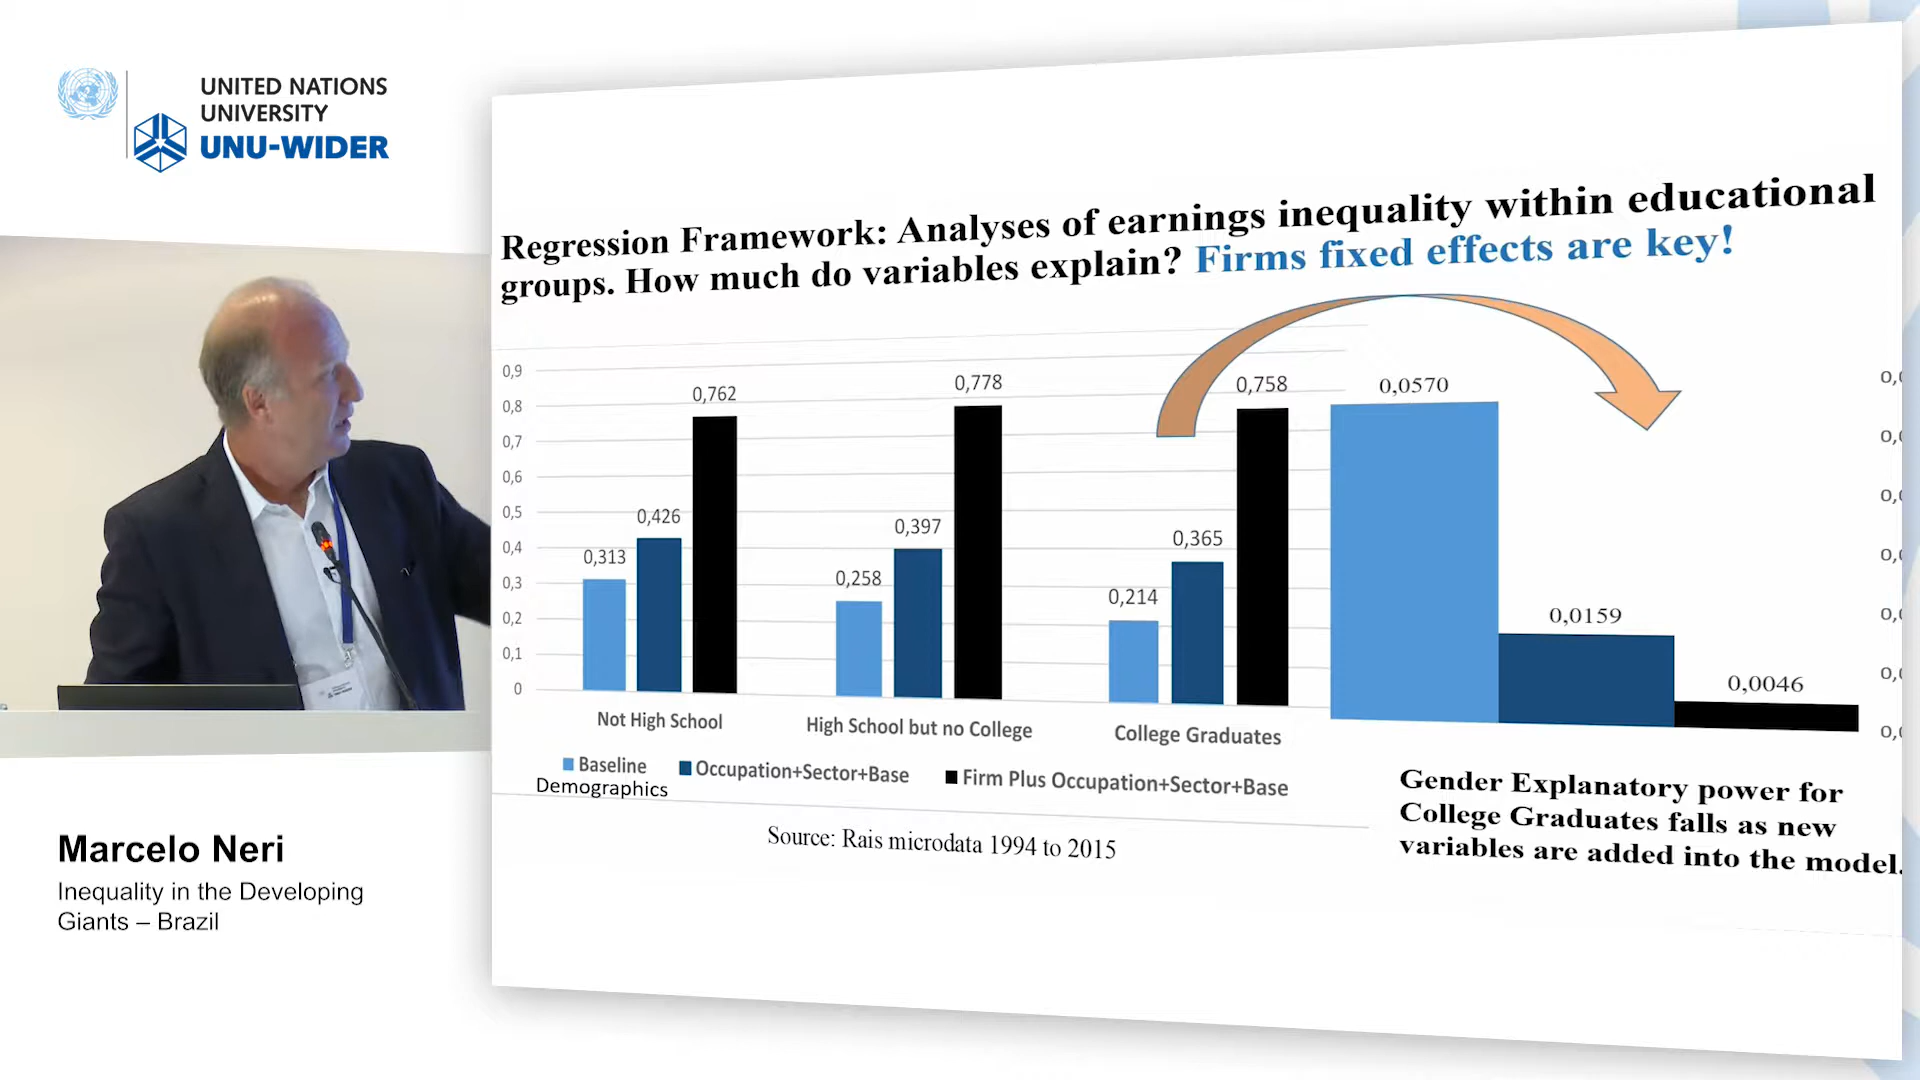 UNITED NATIONS
UNIVERSITY
UNU-WIDER
Regression Framework: Analyses of earnings inequality within educational
groups. How much do variables explain? Firms fixed effects are key!
0,9
0,8
0,7
0,6
0,5
0,4
0,3
0,2
0,1
0
0,313
0,426
0,762
0,258
0,397
0,778
0,214
0,365
0,758
Not High School
High School but no College
College Graduates
Baseline
Demographics
Occupation+Sector+Base
Firm Plus Occupation+Sector+Base
Source: Rais microdata 1994 to 2015
0,0570
0,0159
0,0046
Gender Explanatory power for
College Graduates falls as new
variables are added into the model.
Marcelo Neri
Inequality in the Developing
Giants – Brazil